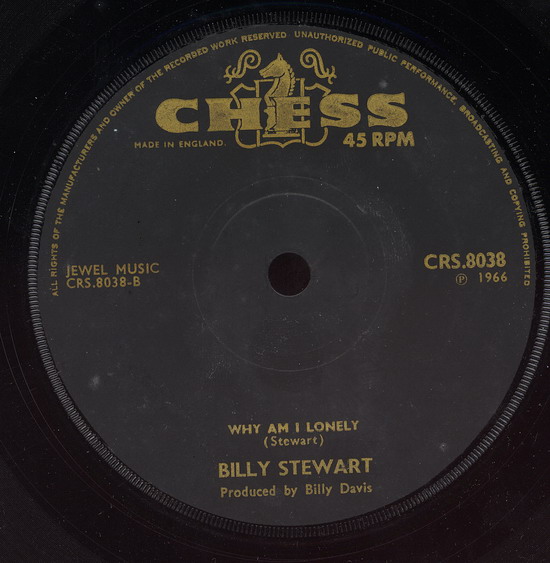 ALL RIGHTS OF THE MANUFACTURERS AND OWNER OF THE RECORDED WORK RESERVED. UNAUTHORIZED PUBLIC PERFORMANCE, BROADCASTING AND COPYING PROHIBITED
CHESS
MADE IN ENGLAND.
45 RPM
JEWEL MUSIC
CRS.8038-B
CRS.8038
℗ 1966
WHY AM I LONELY
(Stewart)
BILLY STEWART
Produced by Billy Davis